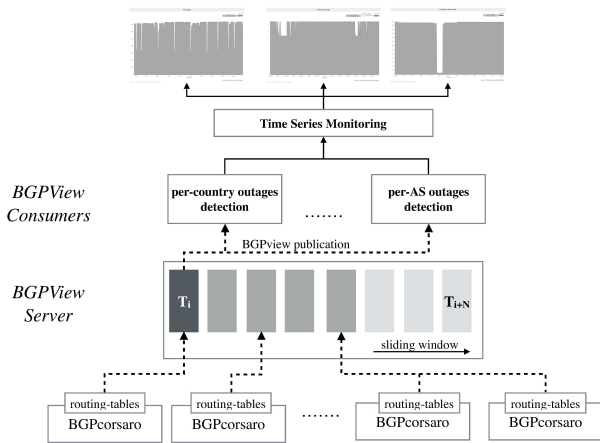 Time Series Monitoring
BGPView
Consumers
per-country outages
detection
.......
per-AS outages
detection
BGPview publication
BGPView
Server
Ti
Ti+N
sliding window
routing-tables
BGPcorsaro
routing-tables
BGPcorsaro
.......
routing-tables
BGPcorsaro
routing-tables
BGPcorsaro